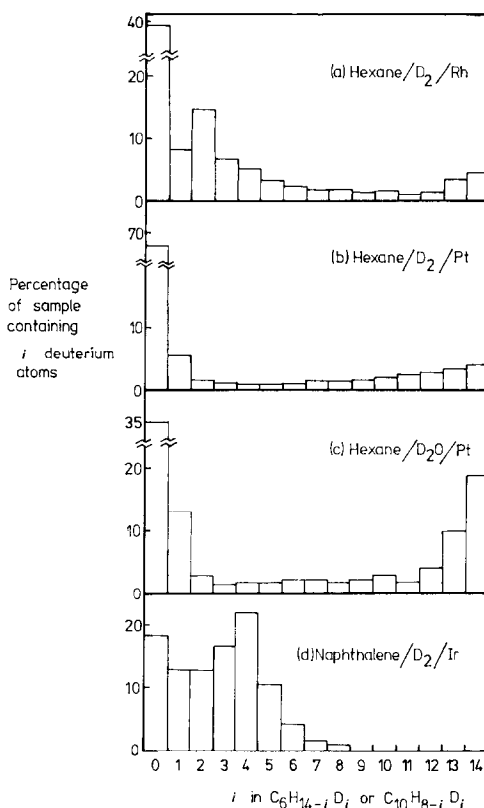 40
20
10
0
(a) Hexane/D2/Rh
70
10
0
(b) Hexane/D2/Pt
Percentage
of sample
containing
i deuterium
atoms
35
20
10
0
(c) Hexane/D2O/Pt
20
10
0
(d) Naphthalene/D2/Ir
0 1 2 3 4 5 6 7 8 9 10 11 12 13 14
i in C6H14-i Di or C10H8-i Di